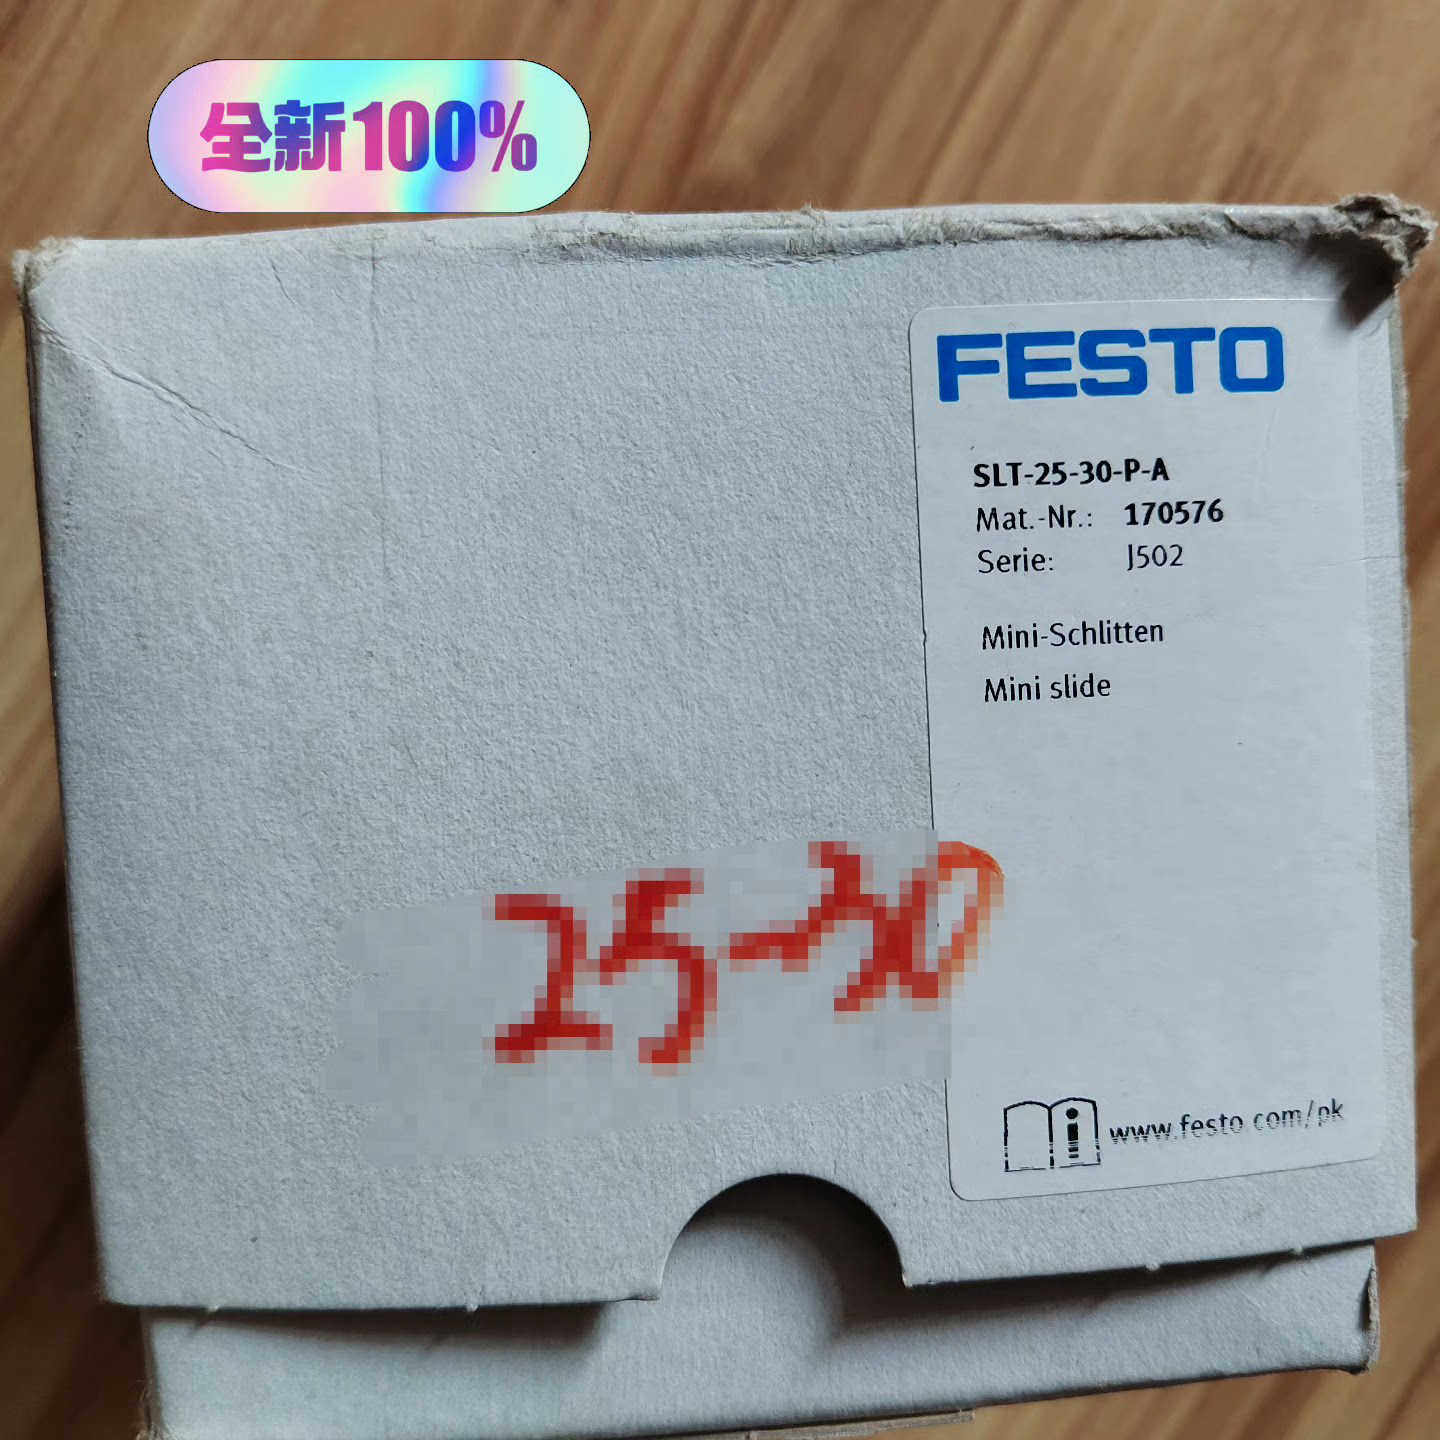 全新100%
FESTO
SLT-25-30-P-A
Mat.-Nr.: 170576
Serie: J502
Mini-Schlitten
Mini slide
25-30
www.festo.com/pk